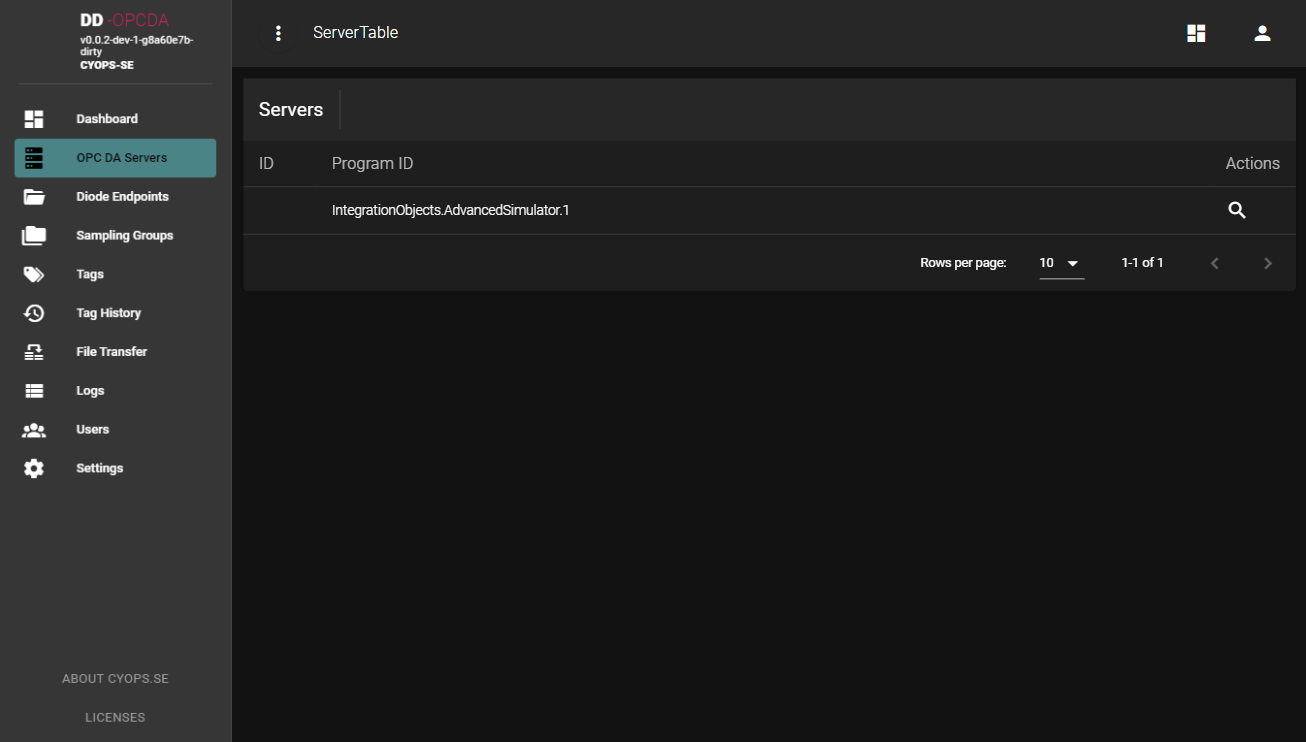 DD -OPCDA
v0.0.2-dev-1-g8a60e7b-
dirty
CYOPS-SE
Dashboard
OPC DA Servers
Diode Endpoints
Sampling Groups
Tags
Tag History
File Transfer
Logs
Users
Settings
ABOUT CYOPS.SE
LICENSES
ServerTable
Servers
ID Program ID Actions
IntegrationObjects.AdvancedSimulator.1
Rows per page: 10 1-1 of 1